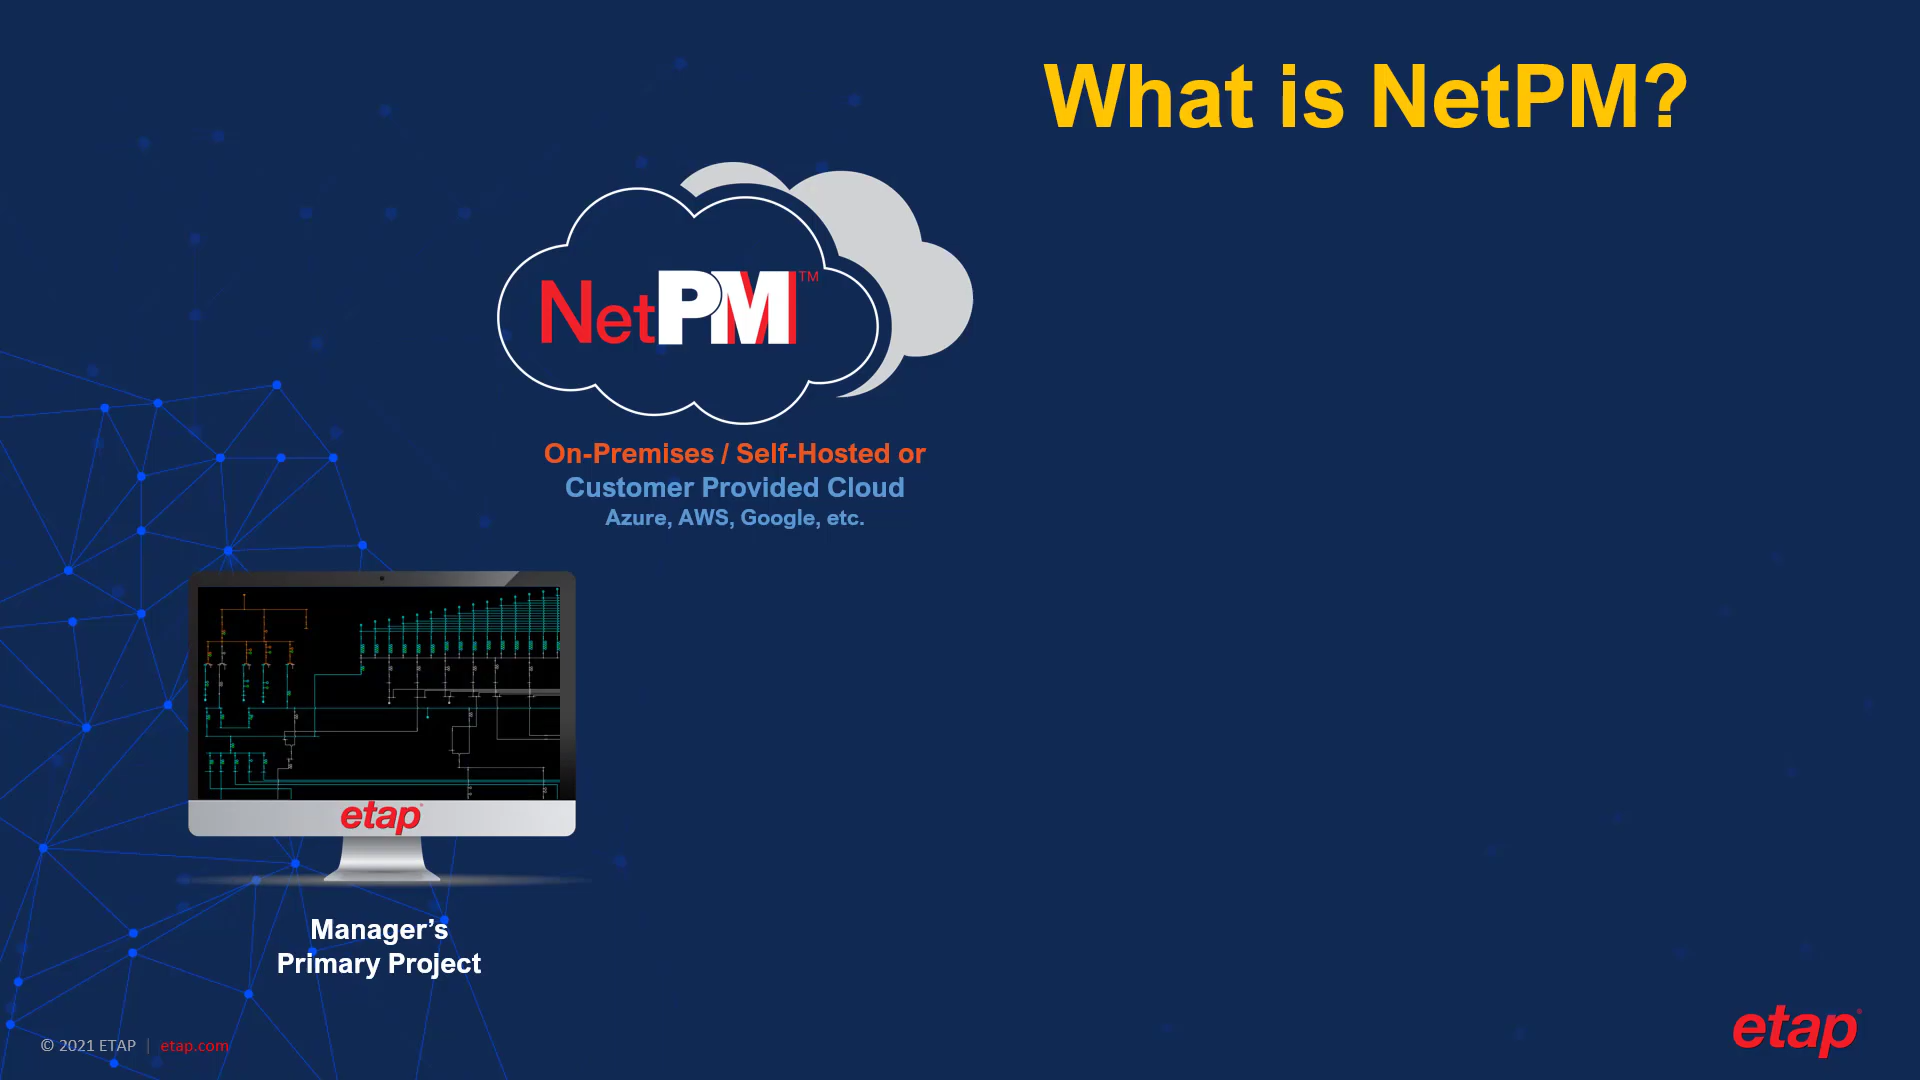 What is NetPM?
NetPM™
On-Premises / Self-Hosted or
Customer Provided Cloud
Azure, AWS, Google, etc.
etap®
Manager’s
Primary Project
© 2021 ETAP | etap.com
etap®